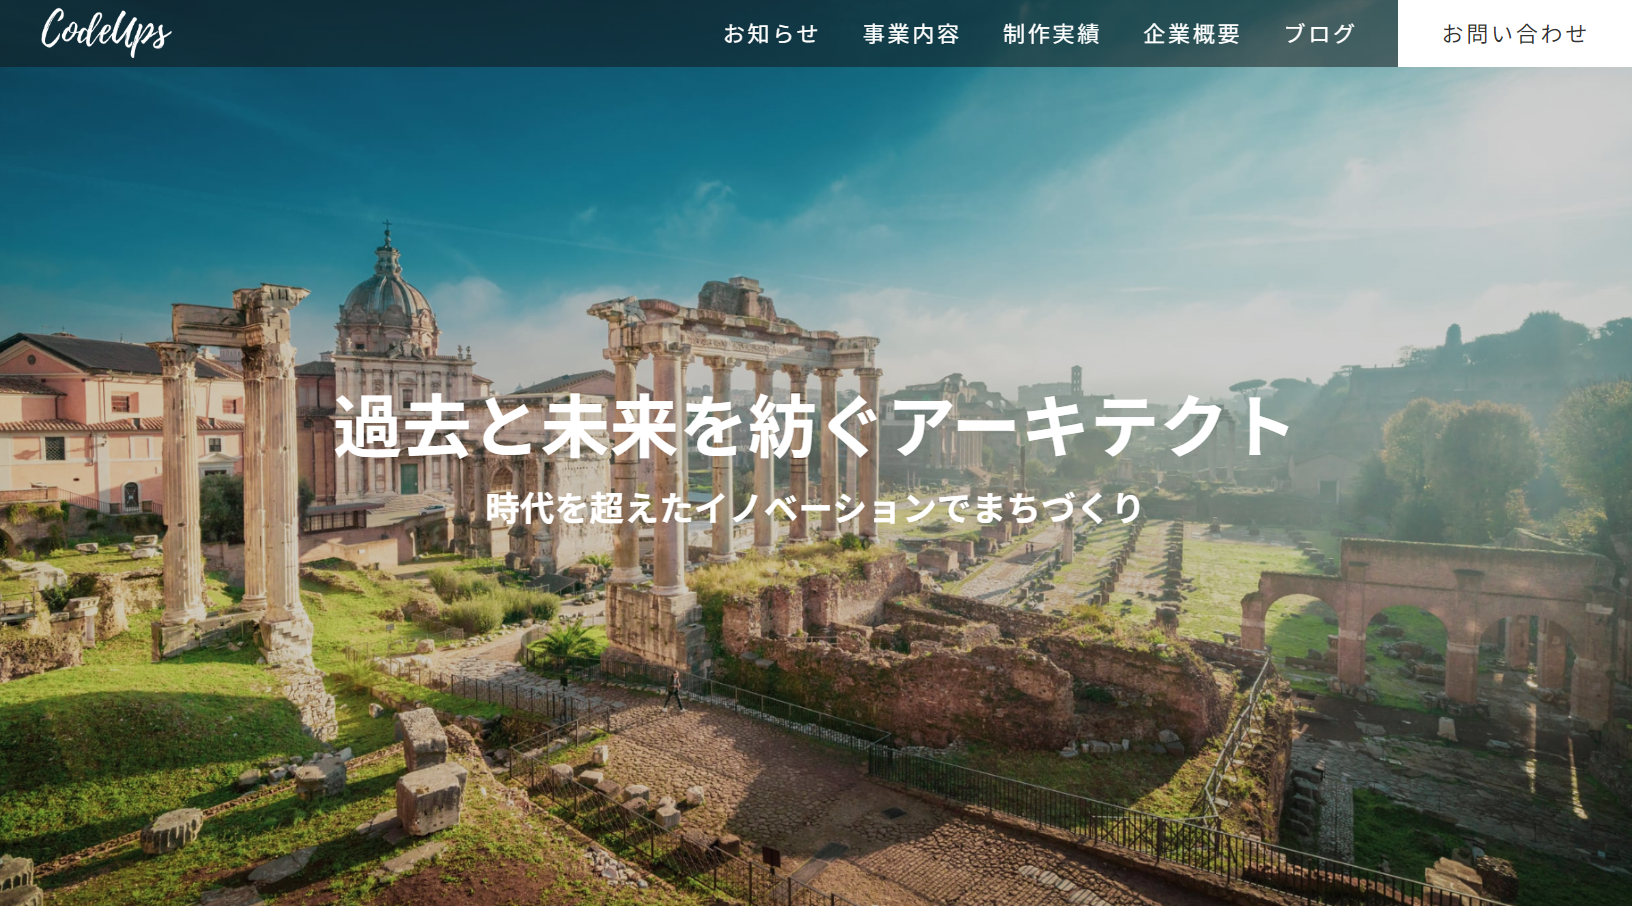 CodeUps
お知らせ
事業内容
制作実績
企業概要
ブログ
お問い合わせ
過去と未来を紡ぐアーキテクト
時代を超えたイノベーションでまちづくり